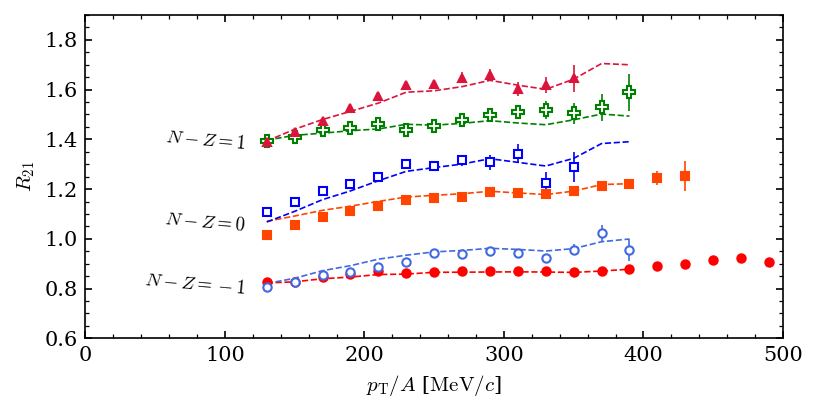 1.8
1.6
1.4
1.2
1.0
0.8
0.6
R₂₁
N − Z = 1
N − Z = 0
N − Z = −1
0 100 200 300 400 500
p_T/A [MeV/c]